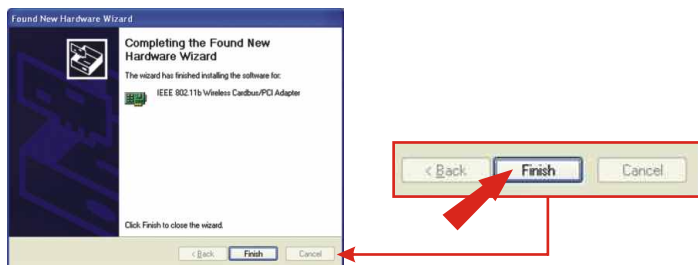 Found New Hardware Wizard
Completing the Found New
Hardware Wizard
The wizard has finished installing the software for:
IEEE 802.11b Wireless Cardbus/PCI Adapter
Click Finish to close the wizard.
< Back Finish Cancel
< Back Finish Cancel